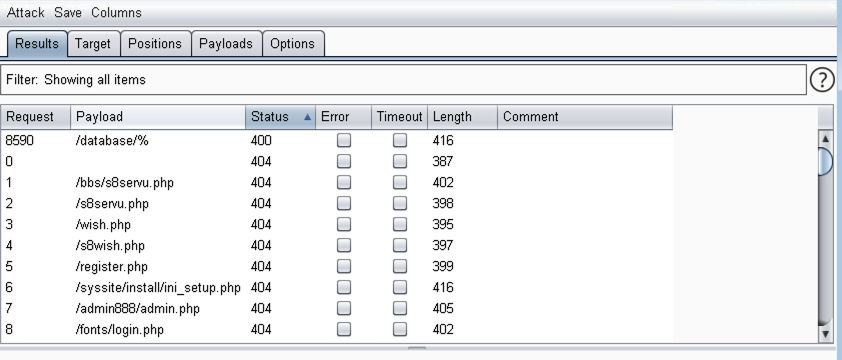 Attack Save Columns
Results Target Positions Payloads Options
Filter: Showing all items ?
Request Payload Status ▲ Error Timeout Length Comment
8590 /database/% 400 416
0 404 387
1 /bbs/s8servu.php 404 402
2 /s8servu.php 404 398
3 /wish.php 404 395
4 /s8wish.php 404 397
5 /register.php 404 399
6 /syssite/install/ini_setup.php 404 416
7 /admin888/admin.php 404 405
8 /fonts/login.php 404 402